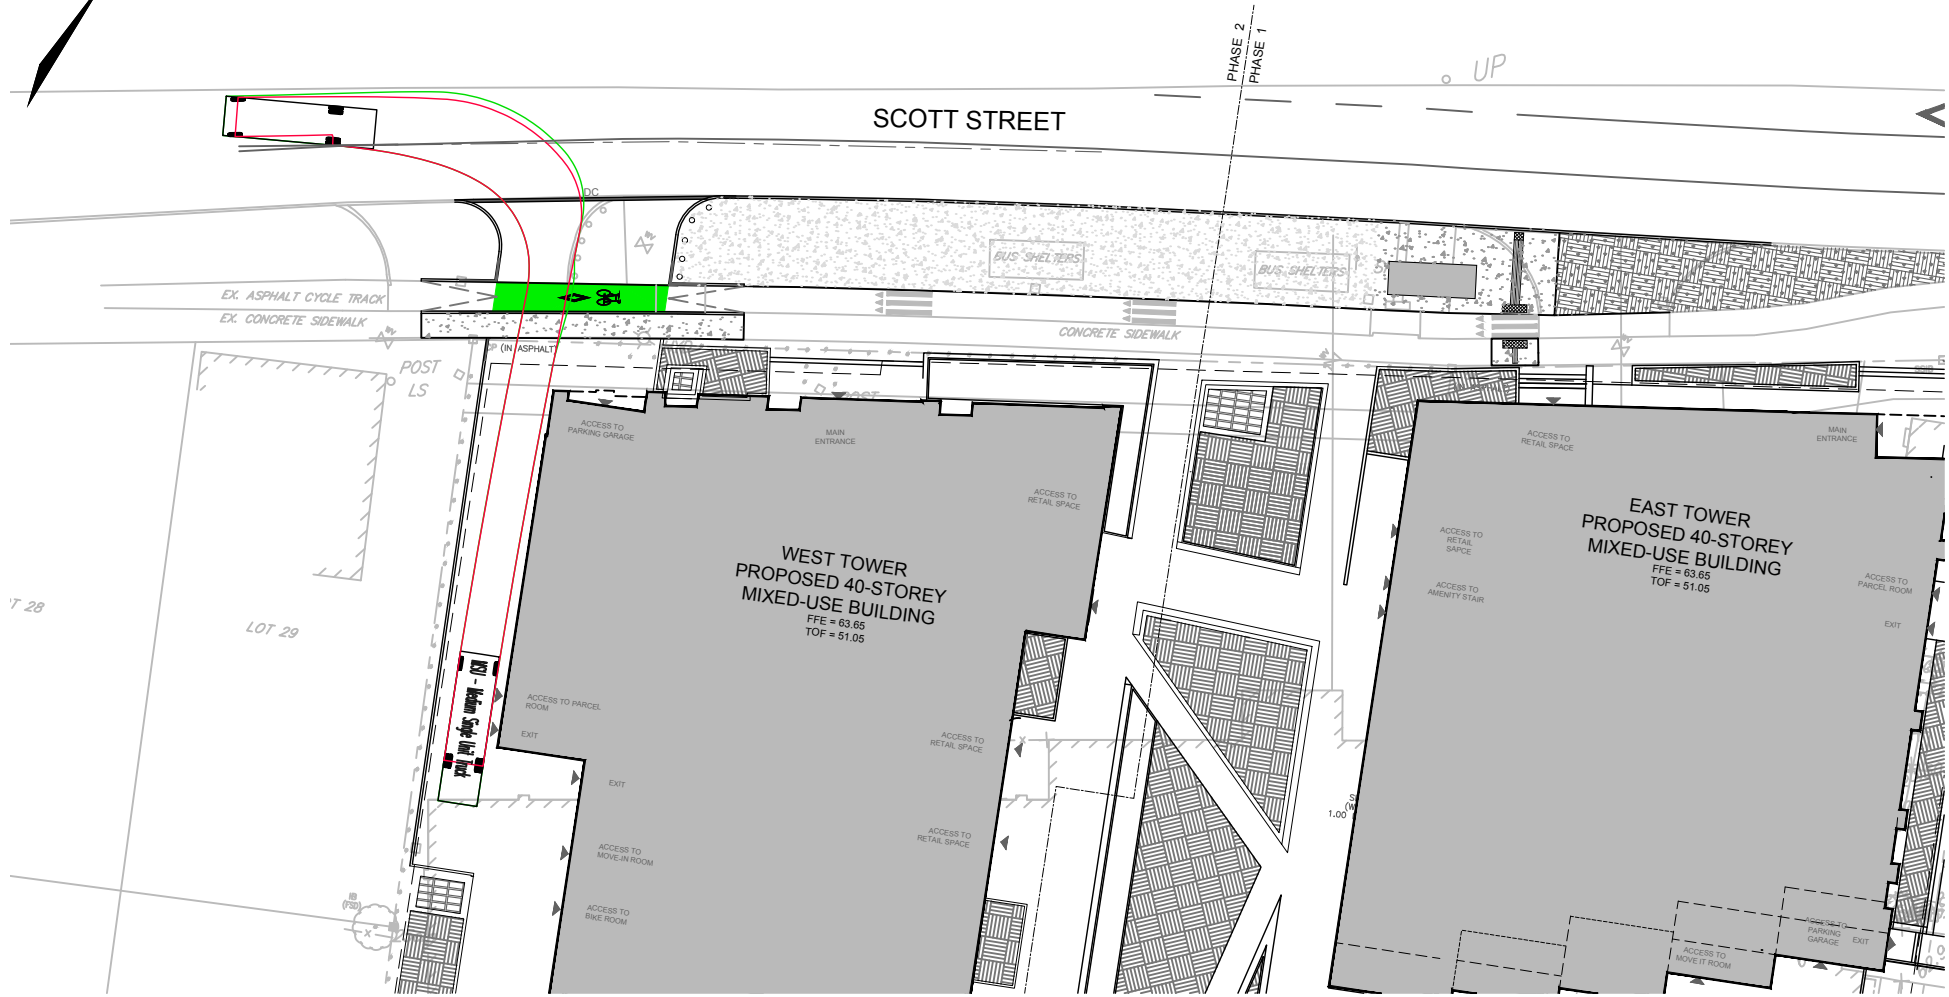 PHASE 2
PHASE 1
UP
SCOTT STREET
DC
BUS SHELTERS
BUS SHELTERS
EX. ASPHALT CYCLE TRACK
EX. CONCRETE SIDEWALK
CONCRETE SIDEWALK
(IN ASPHALT)
POST
LS
ACCESS TO
PARKING GARAGE
MAIN
ENTRANCE
ACCESS TO
RETAIL SPACE
WEST TOWER
PROPOSED 40-STOREY
MIXED-USE BUILDING
FFE = 63.65
TOF = 51.05
ACCESS TO
RETAIL SPACE
MAIN
ENTRANCE
EAST TOWER
PROPOSED 40-STOREY
MIXED-USE BUILDING
FFE = 63.65
TOF = 51.05
ACCESS TO
RETAIL
SAPCE
ACCESS TO
AMENITY STAIR
ACCESS TO
PARCEL ROOM
EXIT
LOT 29
MSU - Medium Single Unit Truck
ACCESS TO PARCEL
ROOM
EXIT
EXIT
ACCESS TO
RETAIL SPACE
ACCESS TO
RETAIL SPACE
ACCESS TO
MOVE-IN ROOM
ACCESS TO
BIKE ROOM
1.00
ACCESS TO
PARKING
GARAGE
EXIT
ACCESS TO
MOVE IT ROOM